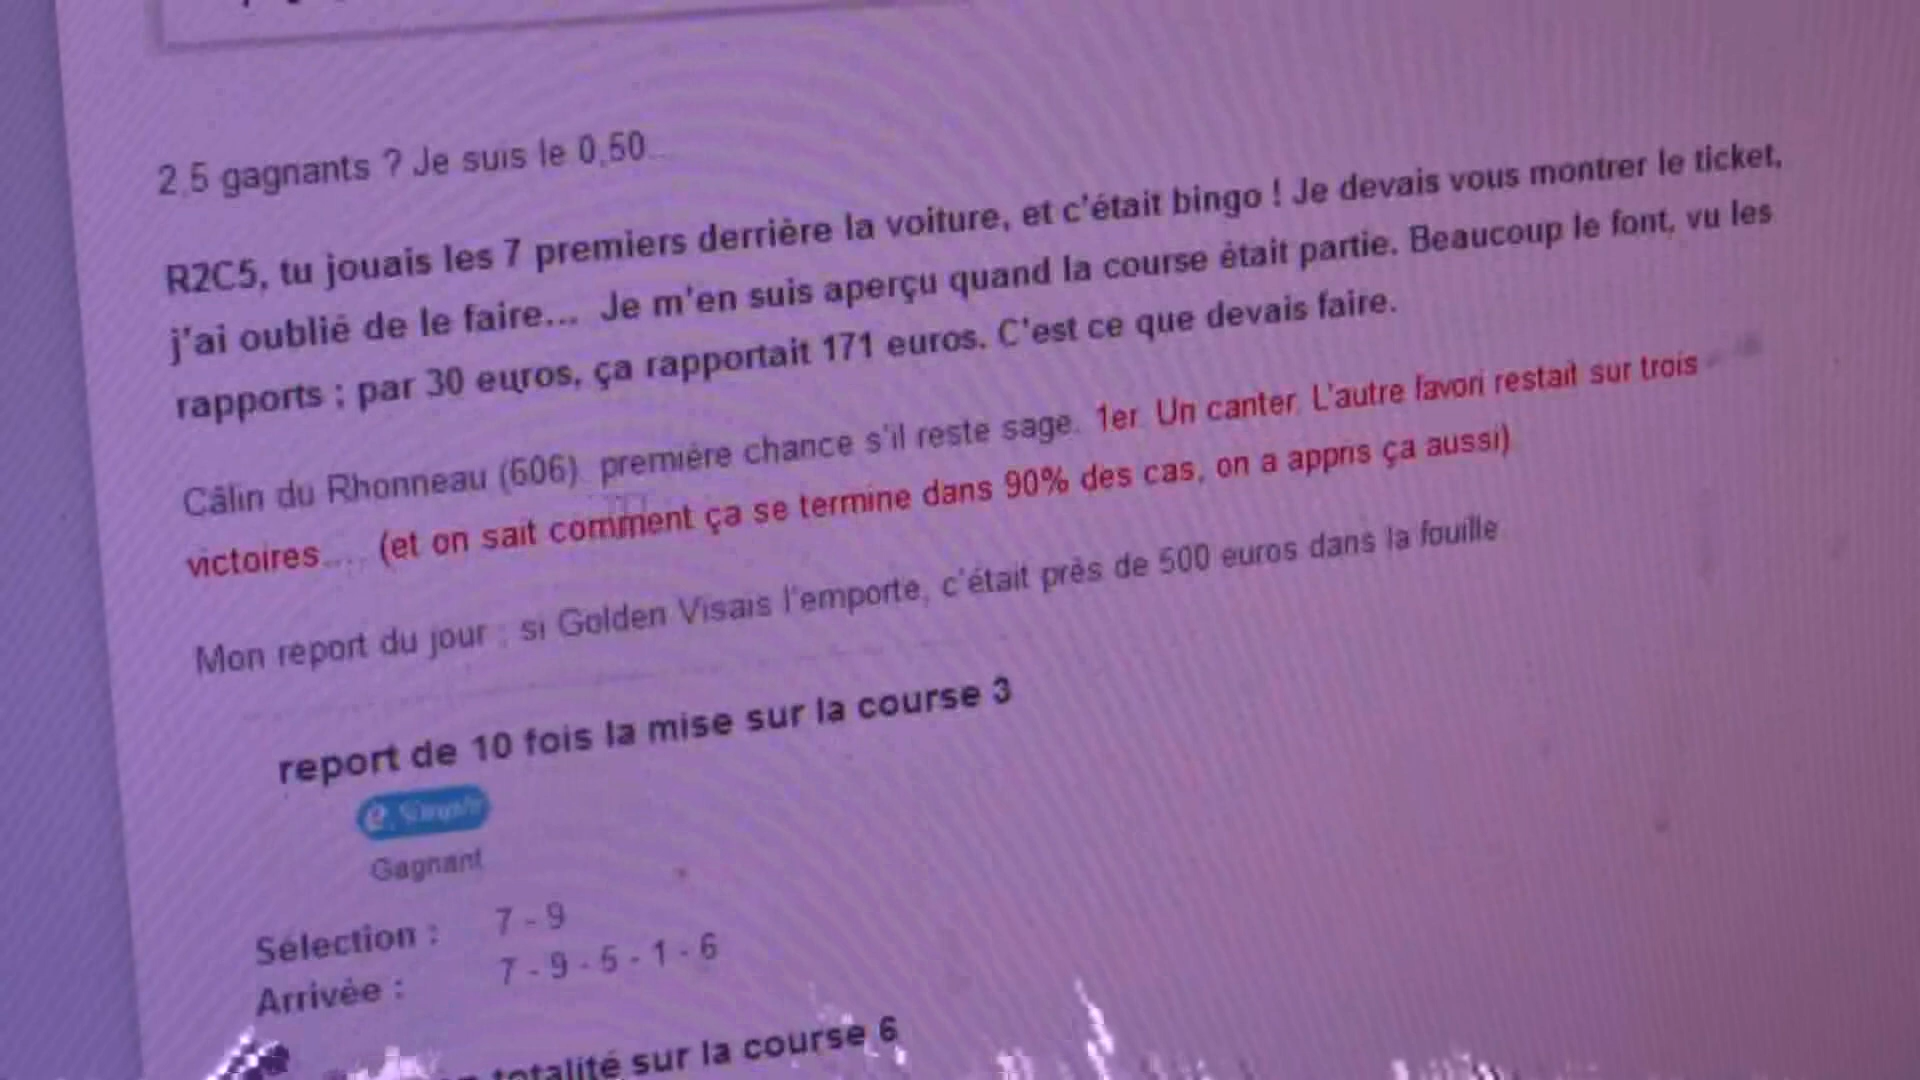 2,5 gagnants ? Je suis le 0,50...
R2C5, tu jouais les 7 premiers derrière la voiture, et c'était bingo ! Je devais vous montrer le ticket,
j'ai oublié de le faire... Je m'en suis aperçu quand la course était partie. Beaucoup le font, vu les
rapports ; par 30 euros, ça rapportait 171 euros. C'est ce que devais faire.
Câlin du Rhonneau (606) première chance s'il reste sage. 1er. Un canter. L'autre favori restait sur trois
victoires.... (et on sait comment ça se termine dans 90% des cas, on a appris ça aussi)
Mon report du jour : si Golden Visais l'emporte, c'était près de 500 euros dans la fouille
report de 10 fois la mise sur la course 3
e. Simple
Gagnant
Sélection : 7 - 9
Arrivée : 7 - 9 - 5 - 1 - 6
totalité sur la course 6